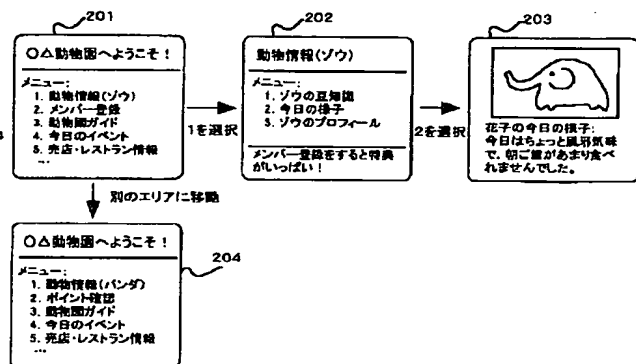 201
○△動物園へようこそ！
メニュー：
1. 動物情報（ゾウ）
2. メンバー登録
3. 動物園ガイド
4. 今日のイベント
5. 売店・レストラン情報
…
1を選択
202
動物情報（ゾウ）
メニュー：
1. ゾウの豆知識
2. 今日の様子
3. ゾウのプロフィール
メンバー登録をすると特典
がいっぱい！
2を選択
203
花子の今日の様子：
今日はちょっと風邪気味
で、朝ご飯があまり食べ
れませんでした。
別のエリアに移動
204
○△動物園へようこそ！
メニュー：
1. 動物情報（パンダ）
2. ポイント確認
3. 動物園ガイド
4. 今日のイベント
5. 売店・レストラン情報
…